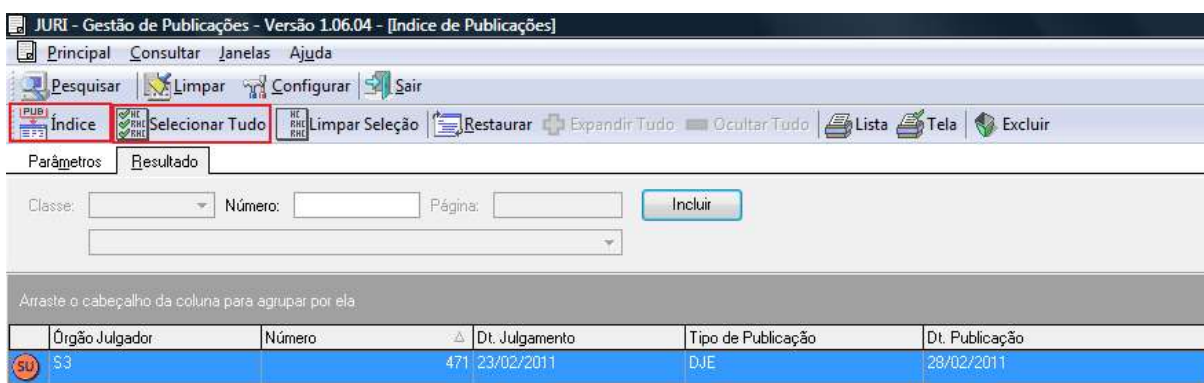 JURI - Gestão de Publicações - Versão 1.06.04 - [Indice de Publicações]
Principal Consultar Janelas Ajuda
Pesquisar Limpar Configurar Sair
PUB Índice Selecionar Tudo Limpar Seleção Restaurar Expandir Tudo Ocultar Tudo Lista Tela Excluir
Parâmetros Resultado
Classe: Número: Página: Incluir
Arraste o cabeçalho da coluna para agrupar por ela
Órgão Julgador Número Dt. Julgamento Tipo de Publicação Dt. Publicação
SU S3 471 23/02/2011 DJE 28/02/2011